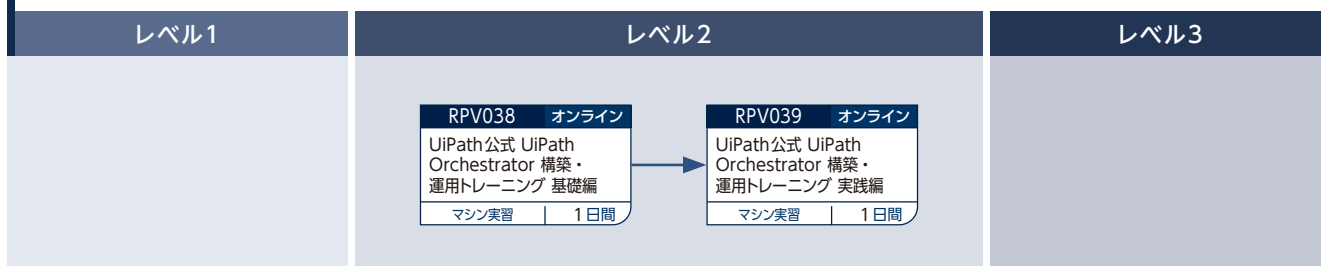 レベル1
レベル2
レベル3
RPV038 オンライン
UiPath公式 UiPath
Orchestrator 構築・
運用トレーニング 基礎編
マシン実習 1日間
RPV039 オンライン
UiPath公式 UiPath
Orchestrator 構築・
運用トレーニング 実践編
マシン実習 1日間